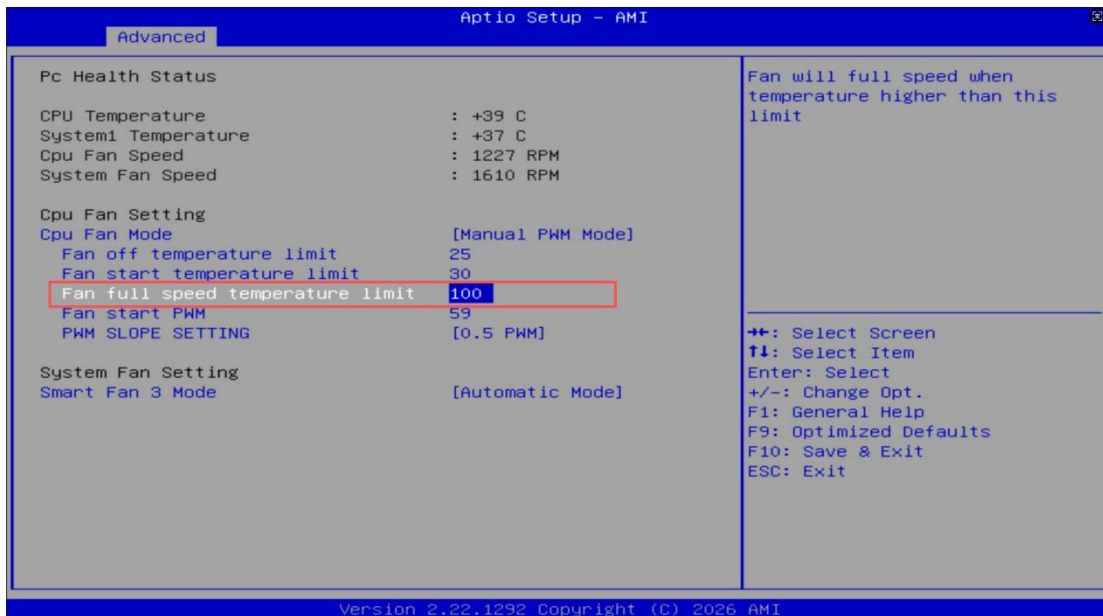 Aptio Setup – AMI
Advanced
Pc Health Status
CPU Temperature : +39 C
System1 Temperature : +37 C
Cpu Fan Speed : 1227 RPM
System Fan Speed : 1610 RPM
Cpu Fan Setting
Cpu Fan Mode [Manual PWM Mode]
Fan off temperature limit 25
Fan start temperature limit 30
Fan full speed temperature limit 100
Fan start PWM 59
PWM SLOPE SETTING [0.5 PWM]
System Fan Setting
Smart Fan 3 Mode [Automatic Mode]
Fan will full speed when
temperature higher than this
limit
→←: Select Screen
↑↓: Select Item
Enter: Select
+/-: Change Opt.
F1: General Help
F9: Optimized Defaults
F10: Save & Exit
ESC: Exit
Version 2.22.1292 Copyright (C) 2026 AMI